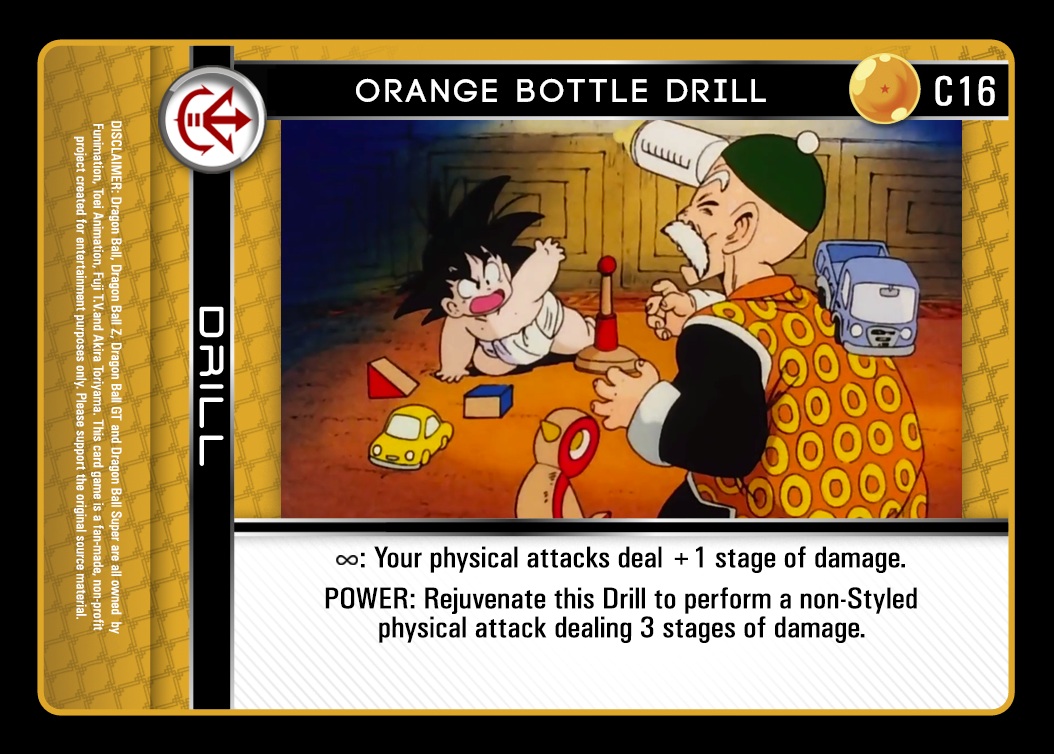 ORANGE BOTTLE DRILL
C16
DRILL
∞: Your physical attacks deal +1 stage of damage.
POWER: Rejuvenate this Drill to perform a non-Styled
physical attack dealing 3 stages of damage.
DISCLAIMER: Dragon Ball, Dragon Ball Z, Dragon Ball GT and Dragon Ball Super are all owned by
Funimation, Toei Animation, Fuji T.V.and Akira Toriyama. This card game is a fan-made, non-profit
project created for entertainment purposes only. Please support the original source material.